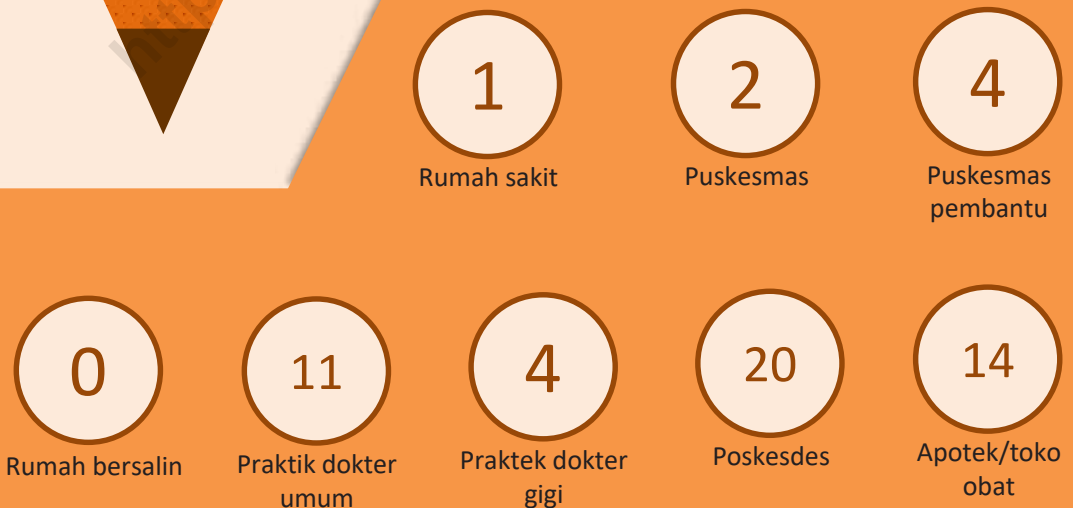 1
Rumah sakit
2
Puskesmas
4
Puskesmas
pembantu
0
Rumah bersalin
11
Praktik dokter
umum
4
Praktek dokter
gigi
20
Poskesdes
14
Apotek/toko
obat